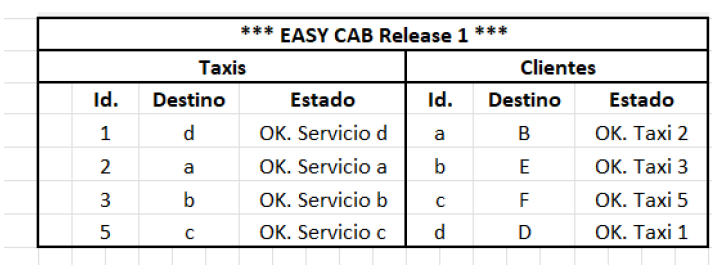 *** EASY CAB Release 1 ***
Taxis Clientes
Id. Destino Estado Id. Destino Estado
1 d OK. Servicio d a B OK. Taxi 2
2 a OK. Servicio a b E OK. Taxi 3
3 b OK. Servicio b c F OK. Taxi 5
5 c OK. Servicio c d D OK. Taxi 1